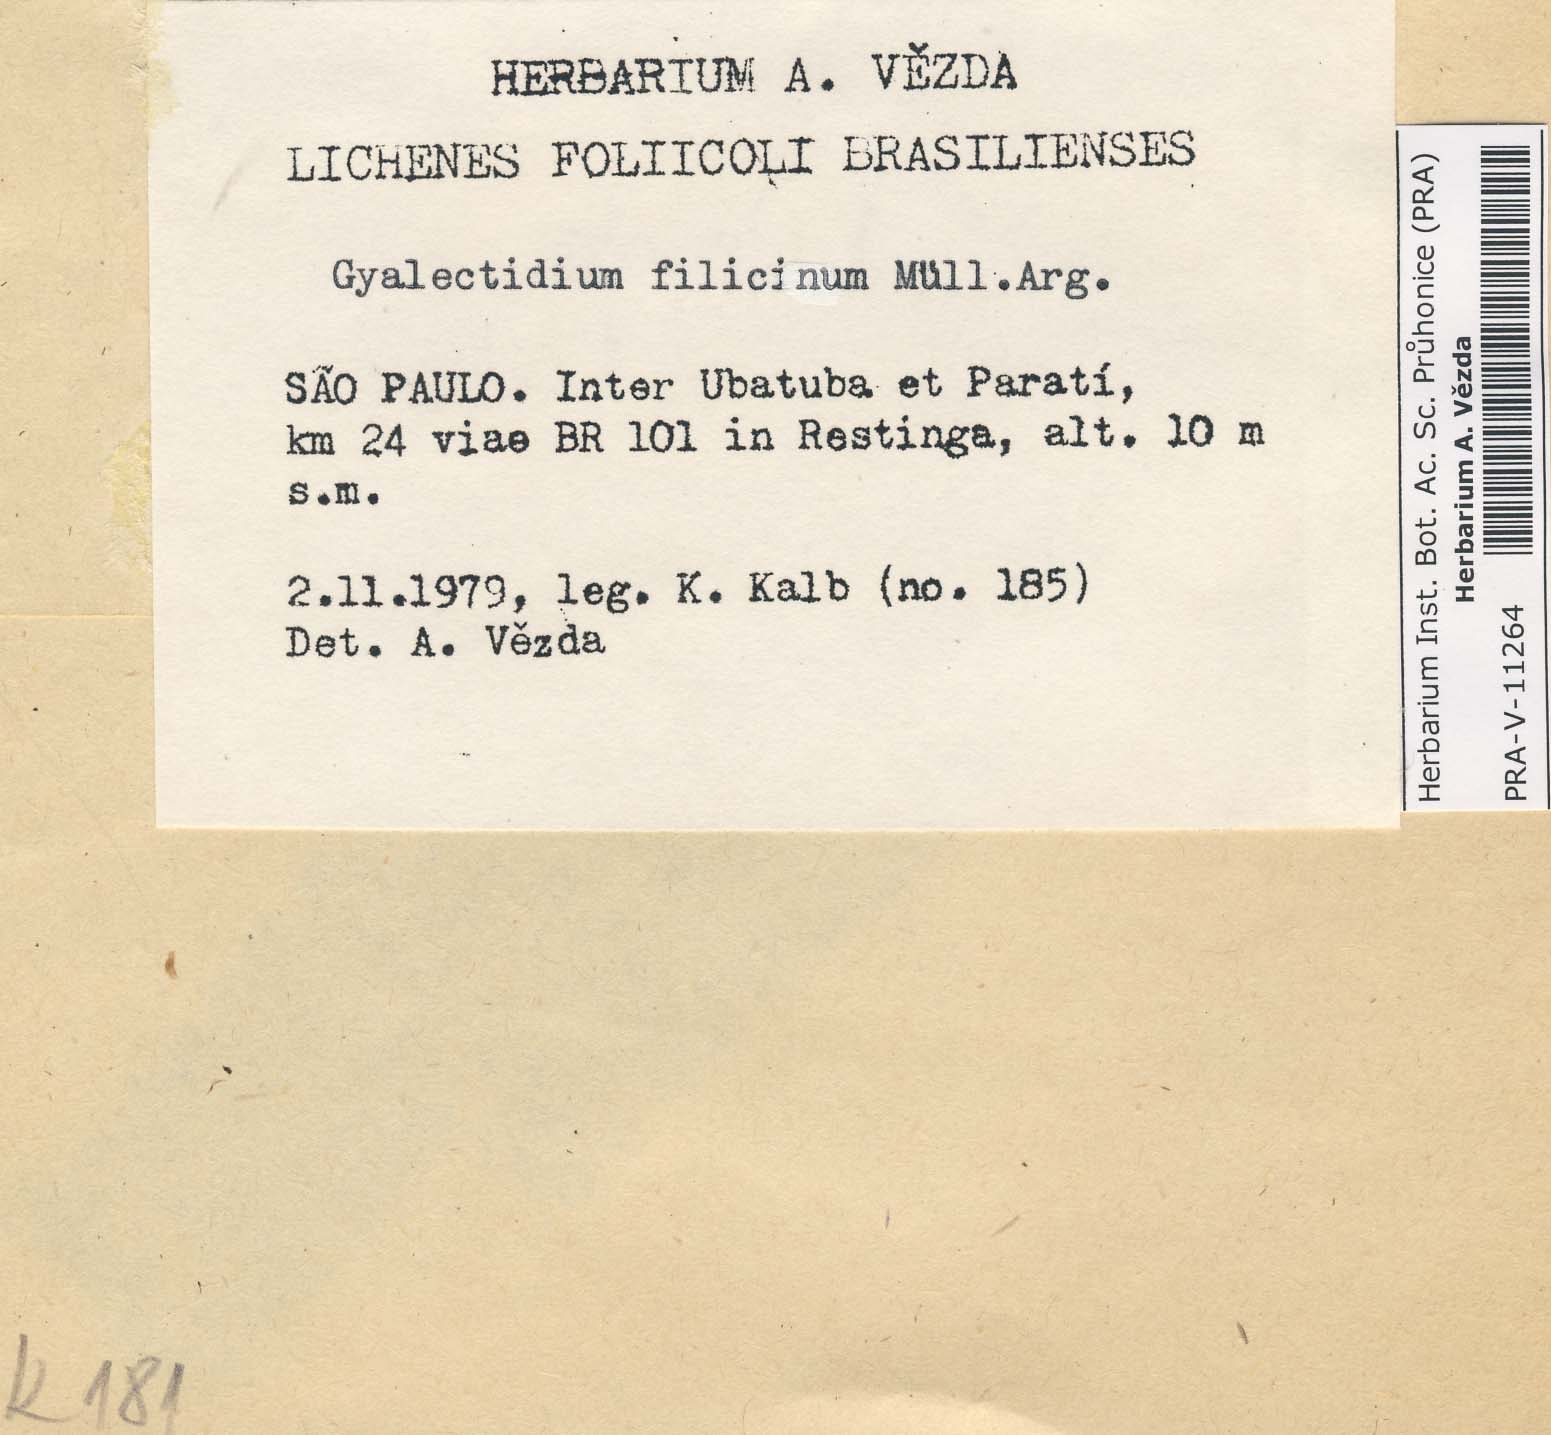 HERBARIUM A. VĚZDA
LICHENES FOLIICOLI BRASILIENSES
Gyalectidium filicinum Müll.Arg.
SÃO PAULO. Inter Ubatuba et Paratí,
km 24 viae BR 101 in Restinga, alt. 10 m
s.m.
2.11.1979, leg. K. Kalb (no. 185)
Det. A. Vězda
Herbarium Inst. Bot. Ac. Sc. Průhonice (PRA)
Herbarium A. Vězda
PRA-V-11264
K 181